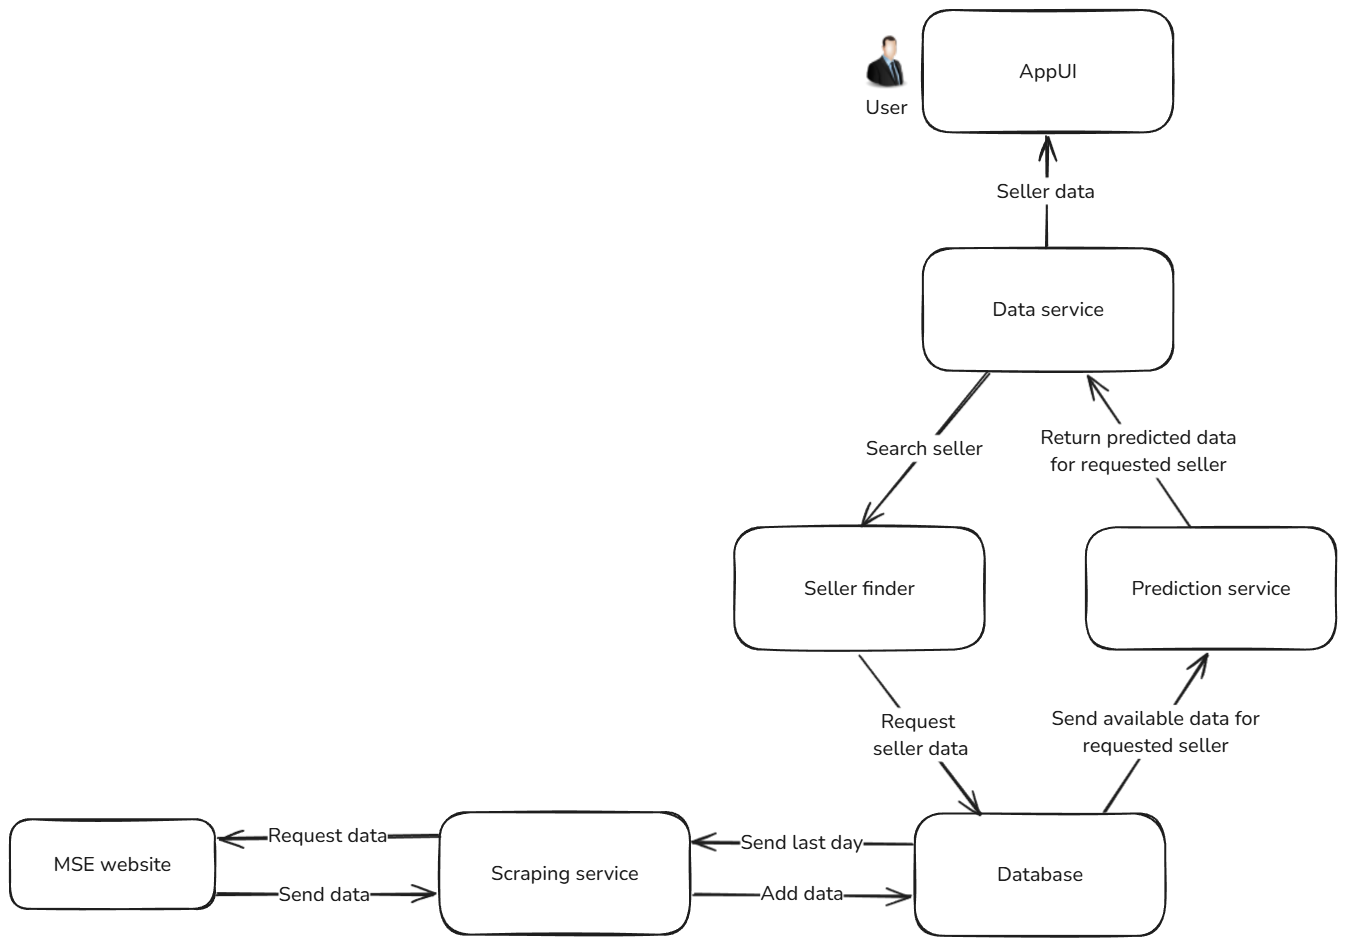 AppUI
User
Seller data
Data service
Search seller
Return predicted data
for requested seller
Seller finder
Prediction service
Request
seller data
Send available data for
requested seller
MSE website
Request data
Send data
Scraping service
Send last day
Add data
Database